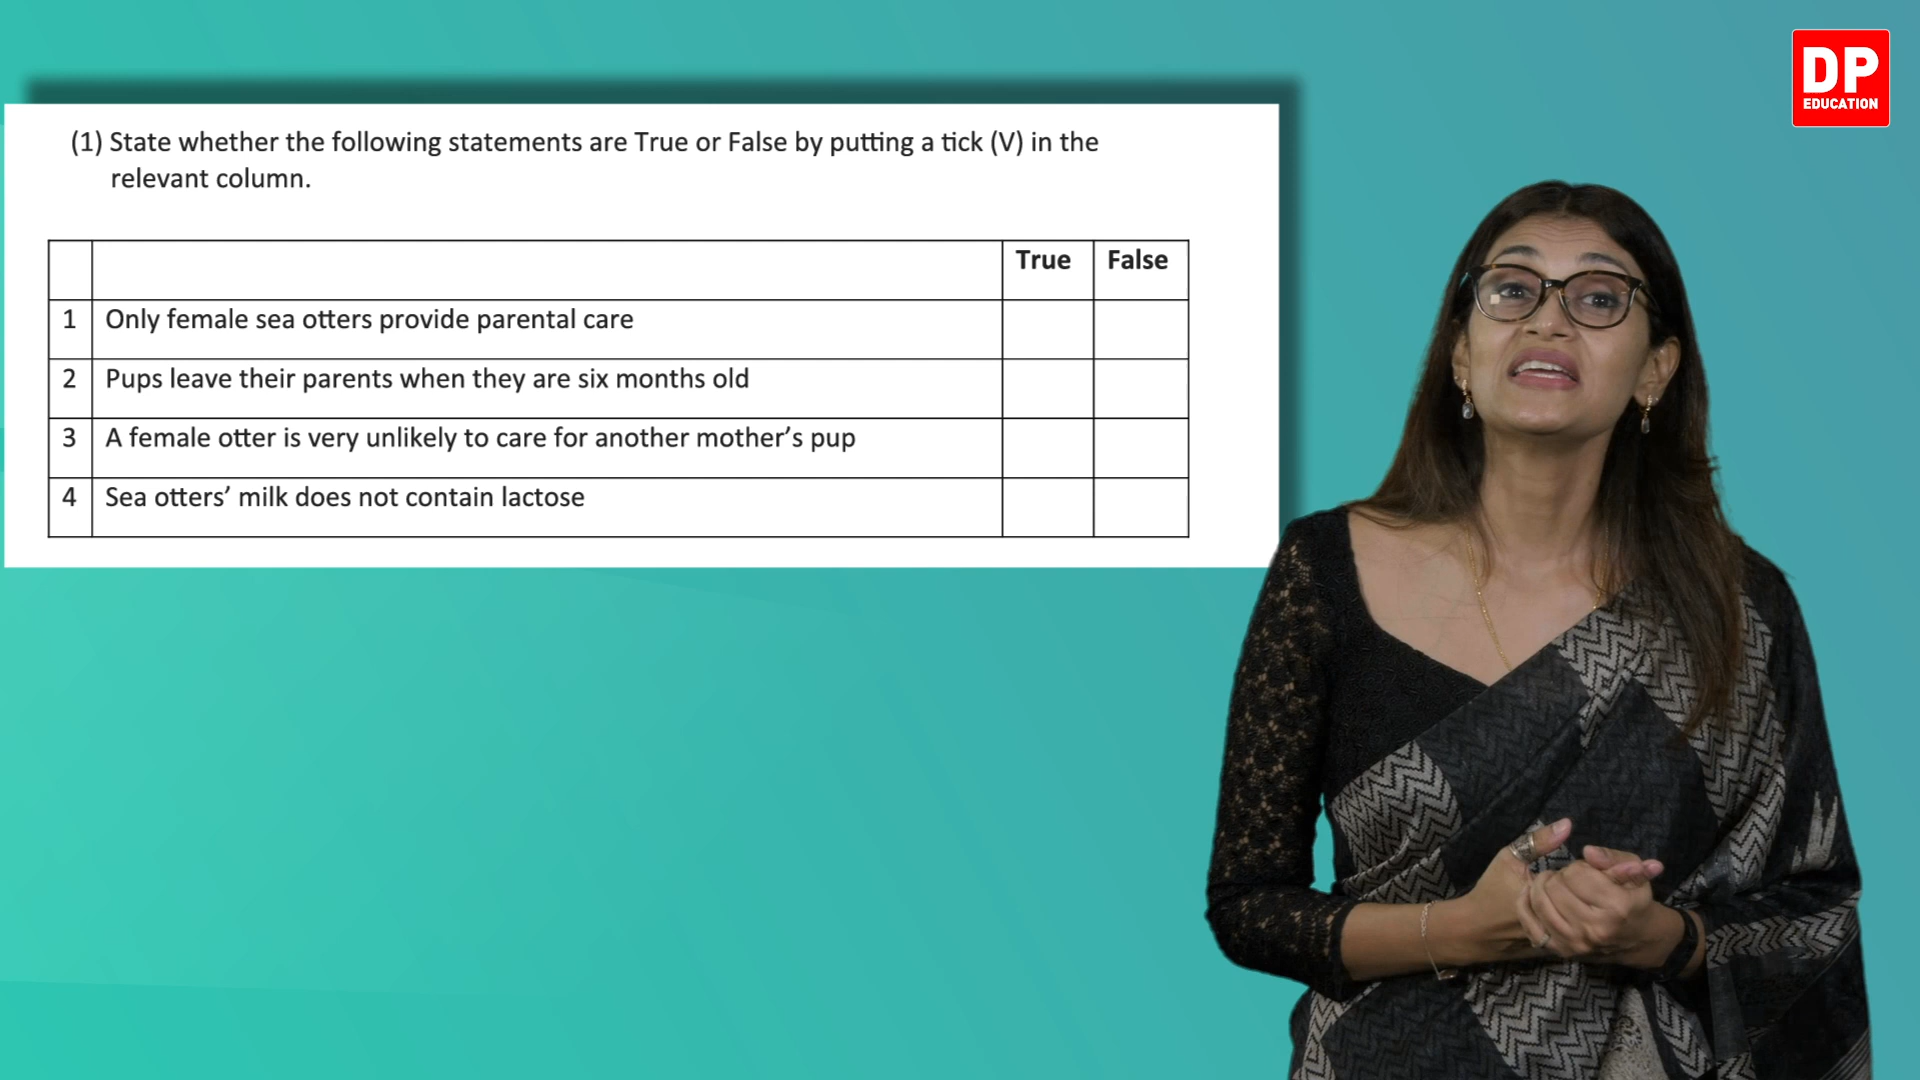 DP
EDUCATION
(1) State whether the following statements are True or False by putting a tick (V) in the
relevant column.
True False
1 Only female sea otters provide parental care
2 Pups leave their parents when they are six months old
3 A female otter is very unlikely to care for another mother’s pup
4 Sea otters’ milk does not contain lactose